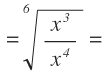 = ⁶√(x³/x⁴) =